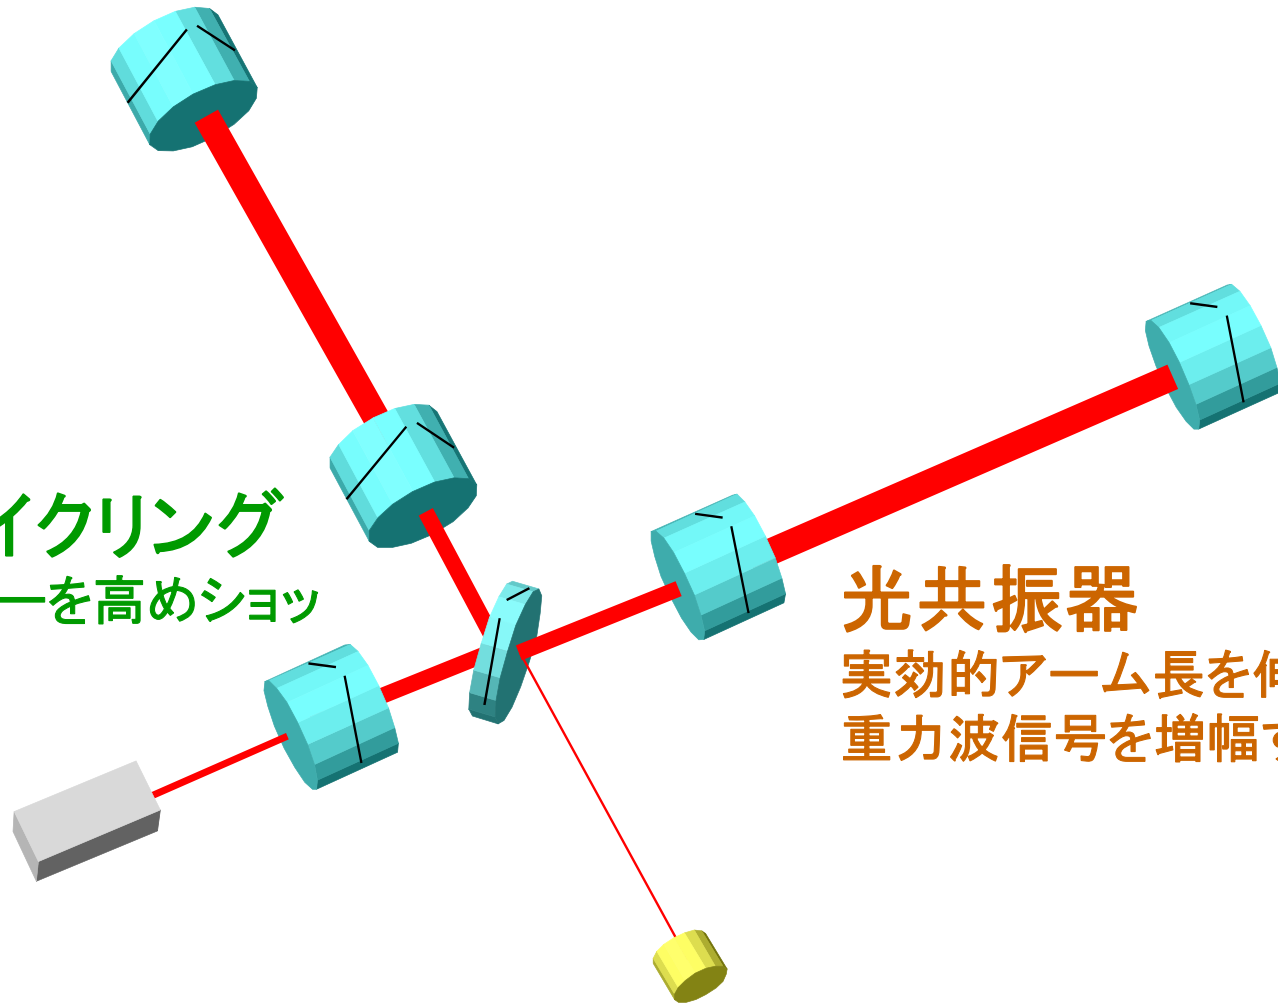 イクリング
ーを高めショッ
光共振器
実効的アーム長を伸
重力波信号を増幅す